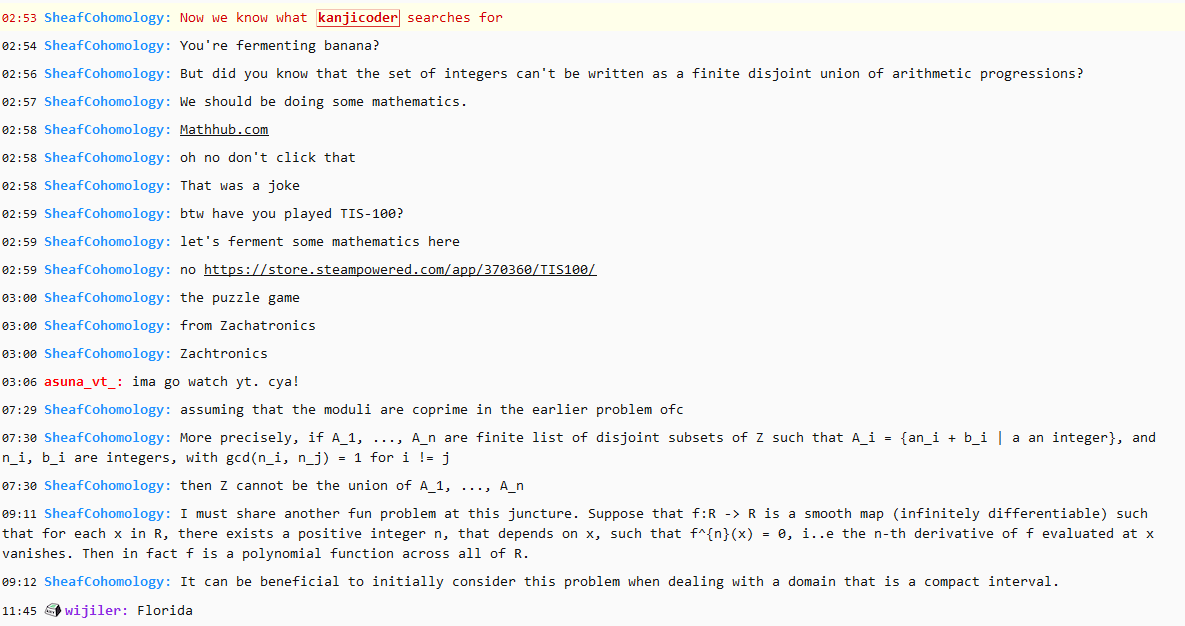 02:53 SheafCohomology: Now we know what kanjicoder searches for
02:54 SheafCohomology: You're fermenting banana?
02:56 SheafCohomology: But did you know that the set of integers can't be written as a finite disjoint union of arithmetic progressions?
02:57 SheafCohomology: We should be doing some mathematics.
02:58 SheafCohomology: Mathhub.com
02:58 SheafCohomology: oh no don't click that
02:58 SheafCohomology: That was a joke
02:59 SheafCohomology: btw have you played TIS-100?
02:59 SheafCohomology: let's ferment some mathematics here
02:59 SheafCohomology: no https://store.steampowered.com/app/370360/TIS100/
03:00 SheafCohomology: the puzzle game
03:00 SheafCohomology: from Zachatronics
03:00 SheafCohomology: Zachtronics
03:06 asuna_vt_: ima go watch yt. cya!
07:29 SheafCohomology: assuming that the moduli are coprime in the earlier problem ofc
07:30 SheafCohomology: More precisely, if A_1, ..., A_n are finite list of disjoint subsets of Z such that A_i = {an_i + b_i | a an integer}, and
n_i, b_i are integers, with gcd(n_i, n_j) = 1 for i != j
07:30 SheafCohomology: then Z cannot be the union of A_1, ..., A_n
09:11 SheafCohomology: I must share another fun problem at this juncture. Suppose that f:R -> R is a smooth map (infinitely differentiable) such
that for each x in R, there exists a positive integer n, that depends on x, such that f^{n}(x) = 0, i..e the n-th derivative of f evaluated at x
vanishes. Then in fact f is a polynomial function across all of R.
09:12 SheafCohomology: It can be beneficial to initially consider this problem when dealing with a domain that is a compact interval.
11:45 wijiler: Florida